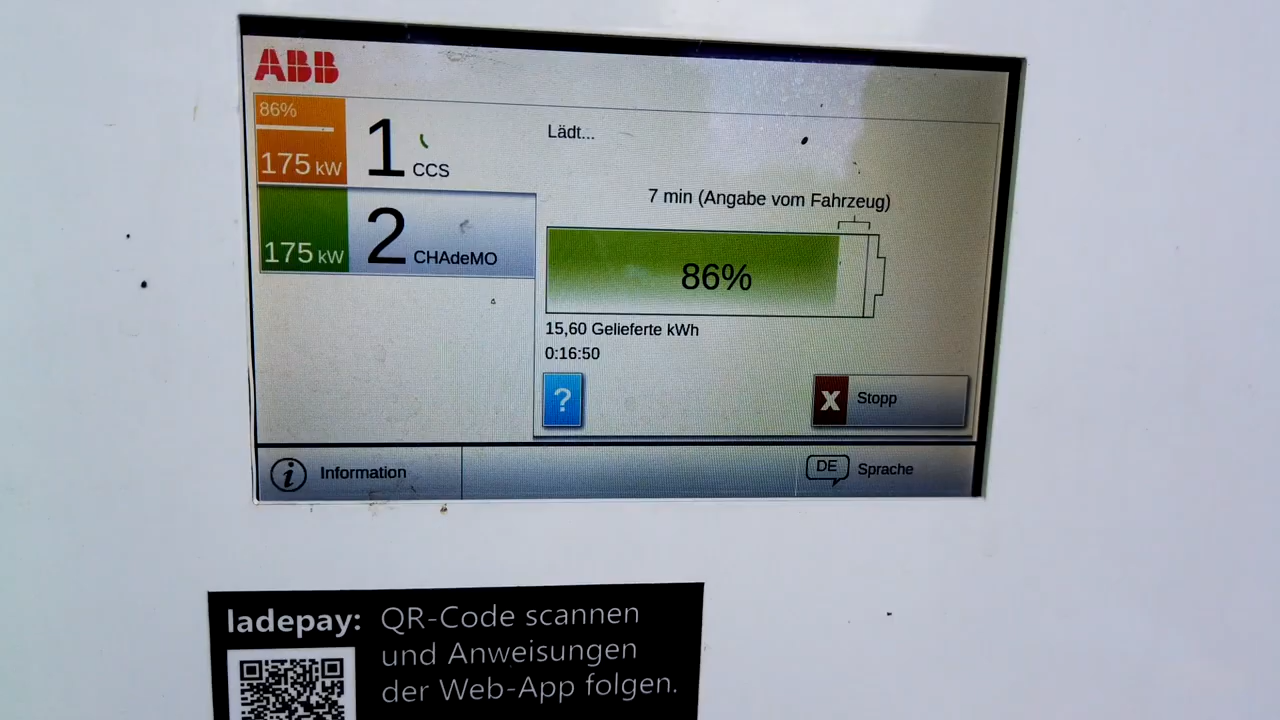 ABB
86%
175 kW
1 CCS
175 kW
2 CHAdeMO
Lädt...
7 min (Angabe vom Fahrzeug)
86%
15,60 Gelieferte kWh
0:16:50
?
X Stopp
i Information
DE Sprache
ladepay: QR-Code scannen
und Anweisungen
der Web-App folgen.